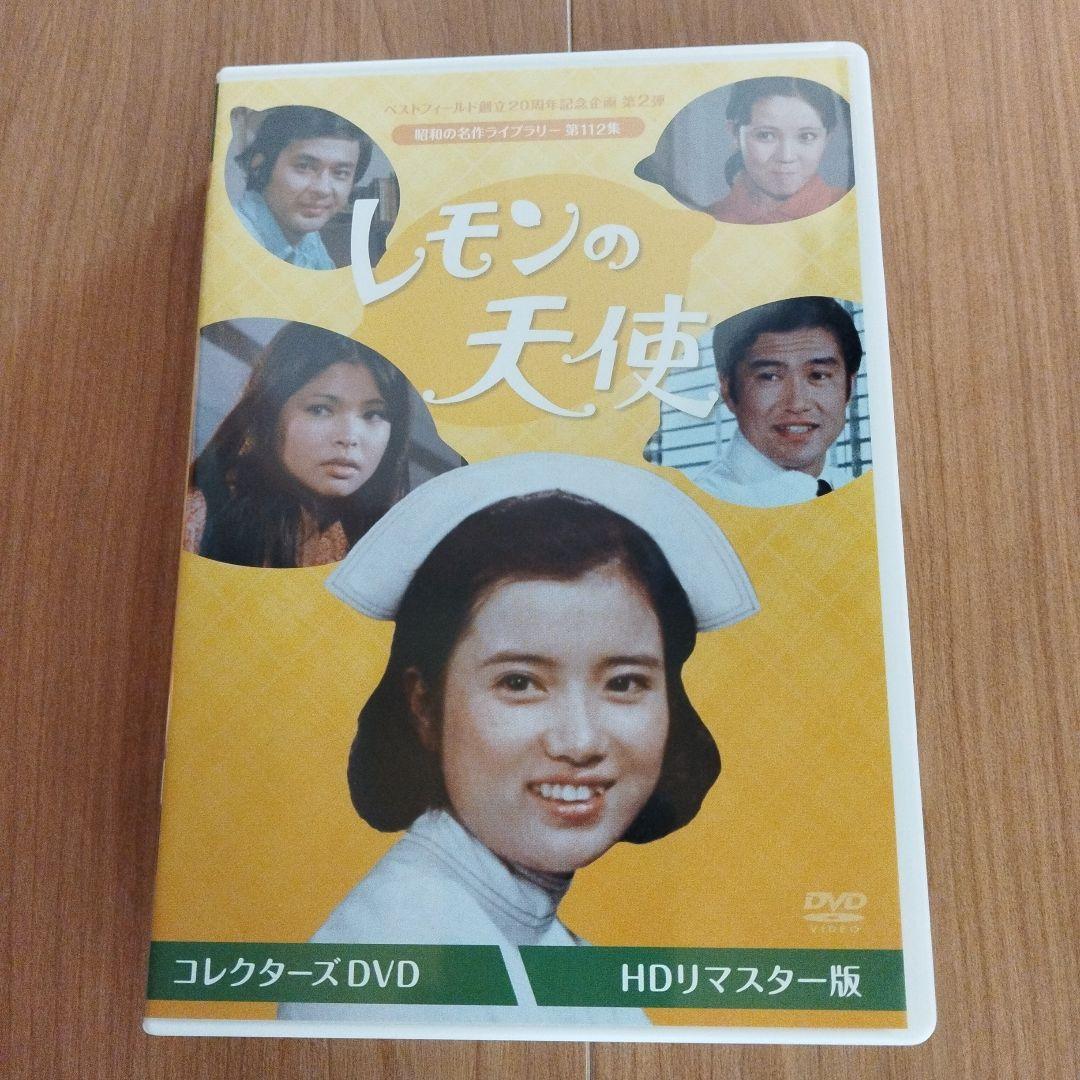 ベストフィールド創立20周年記念企画 第2弾
昭和の名作ライブラリー 第112集
レモンの
天使
DVD
VIDEO
コレクターズDVD
HDリマスター版